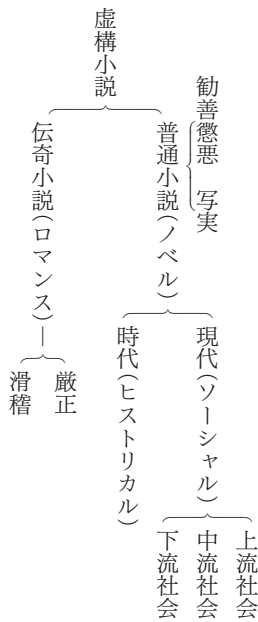 勧善懲悪
写実
虚構小説
普通小説(ノベル)
現代(ソーシャル)
上流社会
中流社会
下流社会
時代(ヒストリカル)
伝奇小説(ロマンス)—
厳正
滑稽